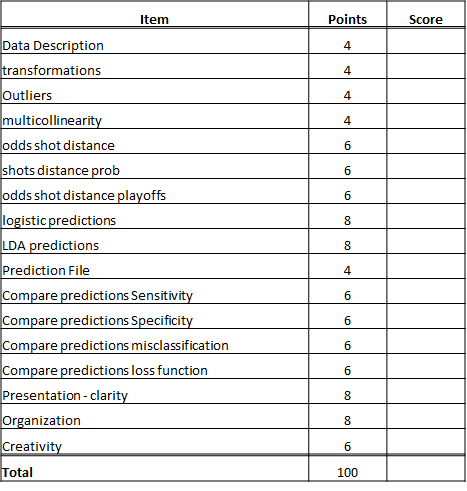 Item Points Score
Data Description 4
transformations 4
Outliers 4
multicollinearity 4
odds shot distance 6
shots distance prob 6
odds shot distance playoffs 6
logistic predictions 8
LDA predictions 8
Prediction File 4
Compare predictions Sensitivity 6
Compare predictions Specificity 6
Compare predictions misclassification 6
Compare predictions loss function 6
Presentation - clarity 8
Organization 8
Creativity 6
Total 100